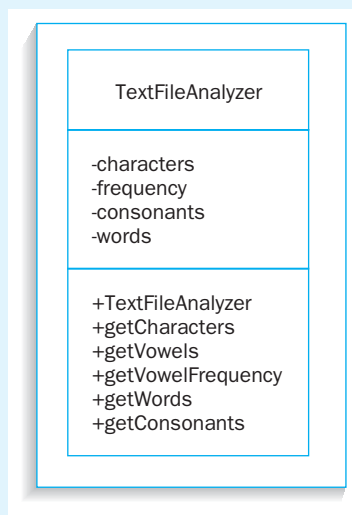 TextFileAnalyzer
-characters
-frequency
-consonants
-words
+TextFileAnalyzer
+getCharacters
+getVowels
+getVowelFrequency
+getWords
+getConsonants